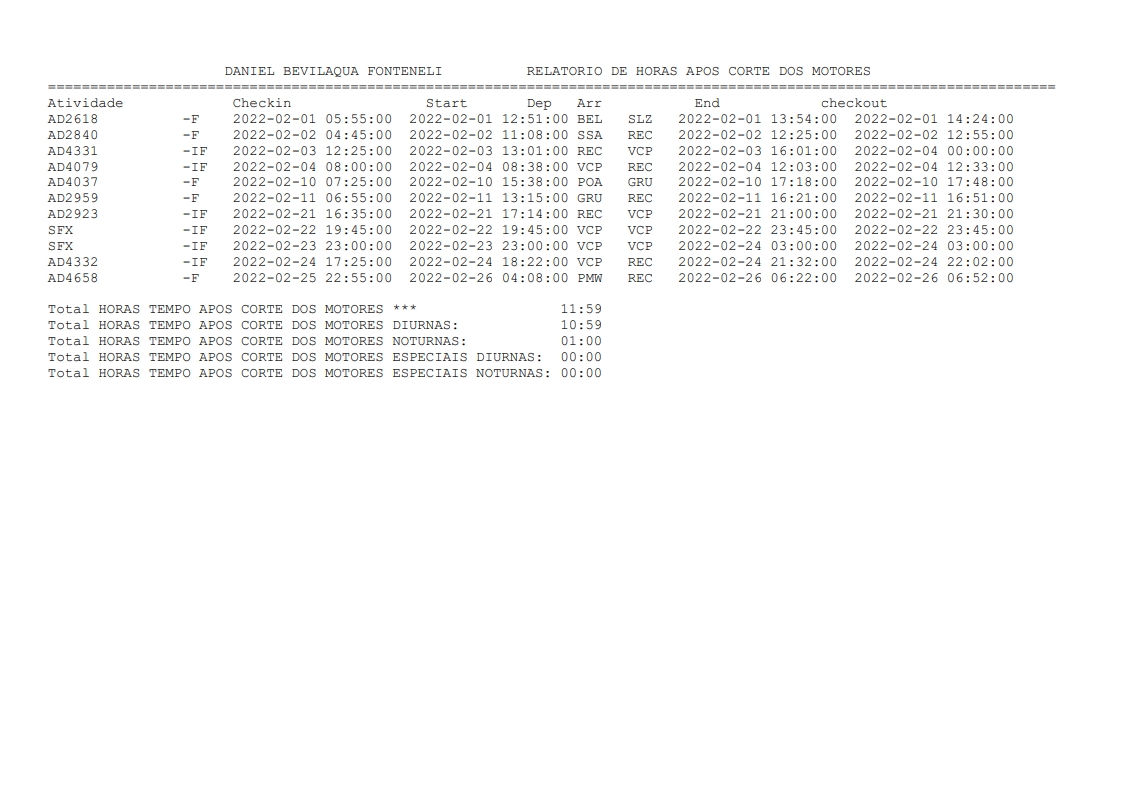 DANIEL BEVILAQUA FONTENELI          RELATORIO DE HORAS APOS CORTE DOS MOTORES
========================================================================================================================
Atividade             Checkin                Start       Dep   Arr           End            checkout
AD2618          -F    2022-02-01 05:55:00  2022-02-01 12:51:00 BEL   SLZ   2022-02-01 13:54:00  2022-02-01 14:24:00
AD2840          -F    2022-02-02 04:45:00  2022-02-02 11:08:00 SSA   REC   2022-02-02 12:25:00  2022-02-02 12:55:00
AD4331          -IF   2022-02-03 12:25:00  2022-02-03 13:01:00 REC   VCP   2022-02-03 16:01:00  2022-02-04 00:00:00
AD4079          -IF   2022-02-04 08:00:00  2022-02-04 08:38:00 VCP   REC   2022-02-04 12:03:00  2022-02-04 12:33:00
AD4037          -F    2022-02-10 07:25:00  2022-02-10 15:38:00 POA   GRU   2022-02-10 17:18:00  2022-02-10 17:48:00
AD2959          -F    2022-02-11 06:55:00  2022-02-11 13:15:00 GRU   REC   2022-02-11 16:21:00  2022-02-11 16:51:00
AD2923          -IF   2022-02-21 16:35:00  2022-02-21 17:14:00 REC   VCP   2022-02-21 21:00:00  2022-02-21 21:30:00
SFX             -IF   2022-02-22 19:45:00  2022-02-22 19:45:00 VCP   VCP   2022-02-22 23:45:00  2022-02-22 23:45:00
SFX             -IF   2022-02-23 23:00:00  2022-02-23 23:00:00 VCP   VCP   2022-02-24 03:00:00  2022-02-24 03:00:00
AD4332          -IF   2022-02-24 17:25:00  2022-02-24 18:22:00 VCP   REC   2022-02-24 21:32:00  2022-02-24 22:02:00
AD4658          -F    2022-02-25 22:55:00  2022-02-26 04:08:00 PMW   REC   2022-02-26 06:22:00  2022-02-26 06:52:00
Total HORAS TEMPO APOS CORTE DOS MOTORES ***                 11:59
Total HORAS TEMPO APOS CORTE DOS MOTORES DIURNAS:            10:59
Total HORAS TEMPO APOS CORTE DOS MOTORES NOTURNAS:           01:00
Total HORAS TEMPO APOS CORTE DOS MOTORES ESPECIAIS DIURNAS:  00:00
Total HORAS TEMPO APOS CORTE DOS MOTORES ESPECIAIS NOTURNAS: 00:00